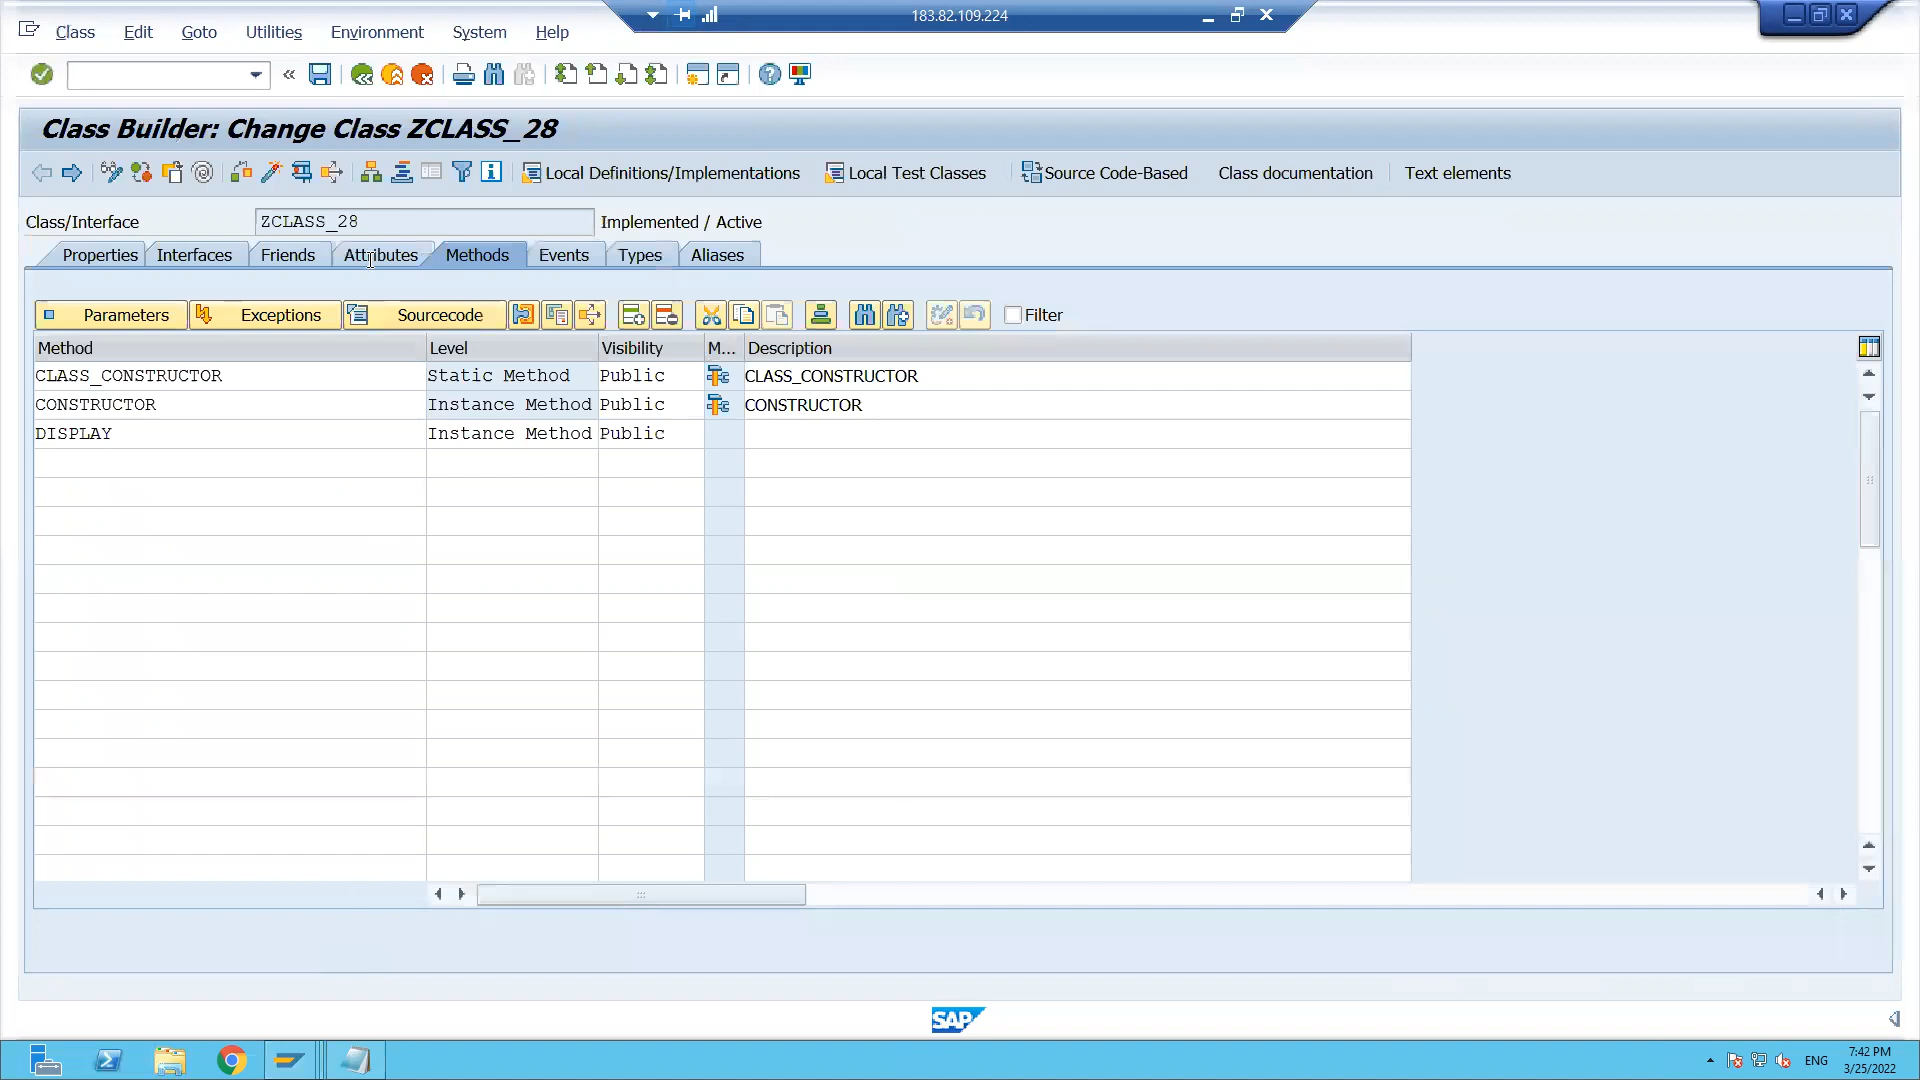 183.82.109.224
Class Edit Goto Utilities Environment System Help
Class Builder: Change Class ZCLASS_28
Local Definitions/Implementations Local Test Classes Source Code-Based Class documentation Text elements
Class/Interface ZCLASS_28 Implemented / Active
Properties Interfaces Friends Attributes Methods Events Types Aliases
Parameters Exceptions Sourcecode Filter
Method Level Visibility M... Description
CLASS_CONSTRUCTOR Static Method Public CLASS_CONSTRUCTOR
CONSTRUCTOR Instance Method Public CONSTRUCTOR
DISPLAY Instance Method Public
SAP
ENG 7:42 PM
3/25/2022